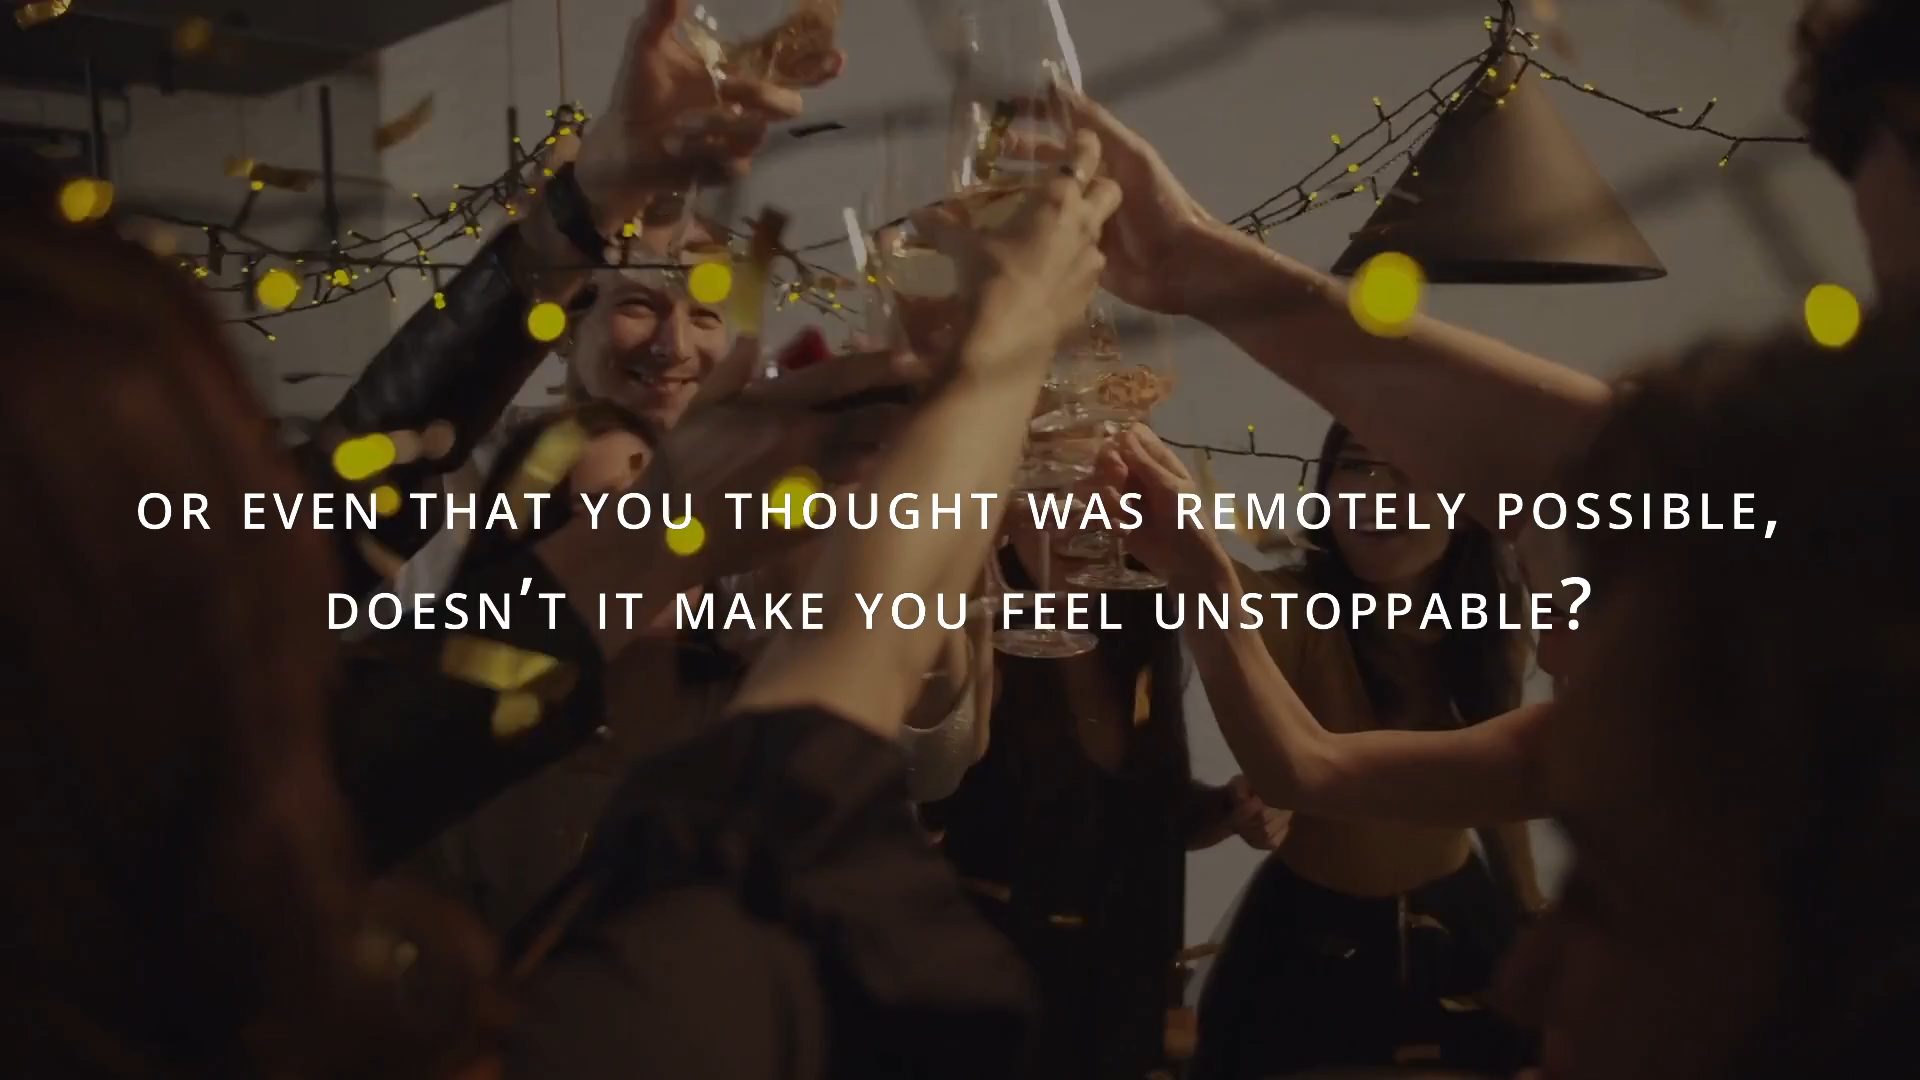 OR EVEN THAT YOU THOUGHT WAS REMOTELY POSSIBLE,
DOESN'T IT MAKE YOU FEEL UNSTOPPABLE?